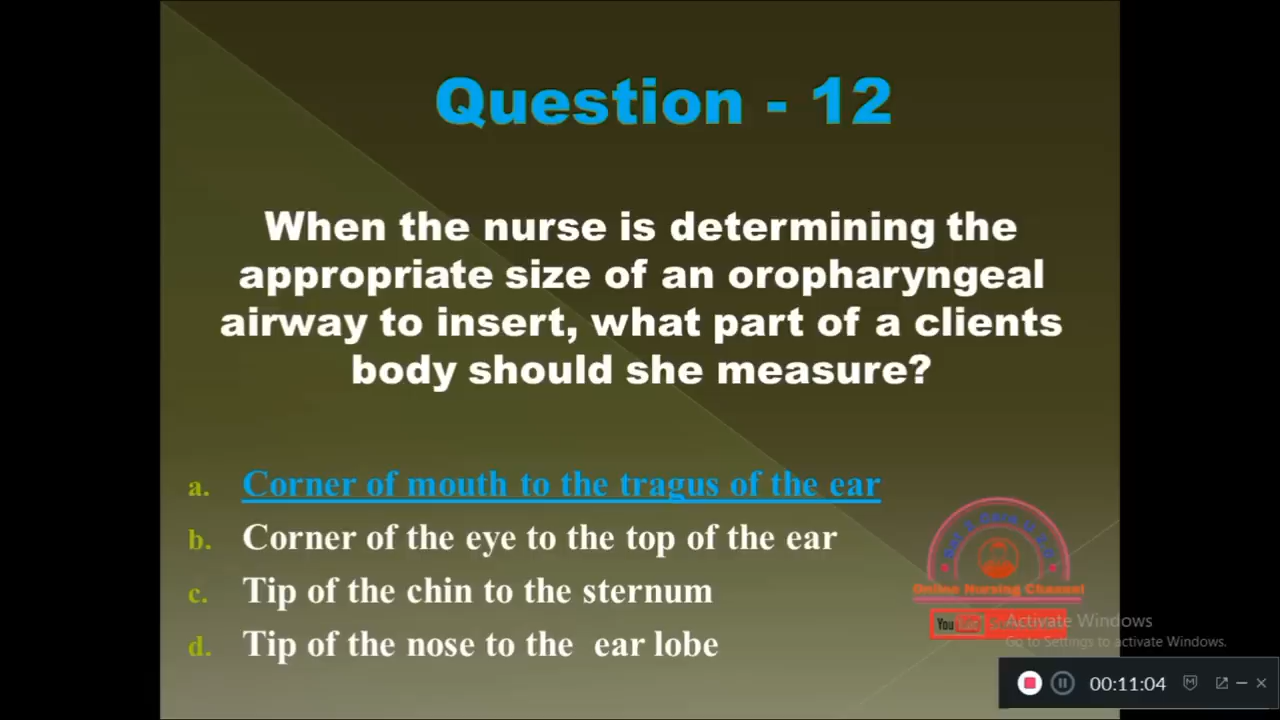 Question - 12
When the nurse is determining the
appropriate size of an oropharyngeal
airway to insert, what part of a clients
body should she measure?
a. Corner of mouth to the tragus of the ear
b. Corner of the eye to the top of the ear
c. Tip of the chin to the sternum
d. Tip of the nose to the ear lobe
Online Nursing Channel
You
Activate Windows
Go to Settings to activate Windows.
00:11:04